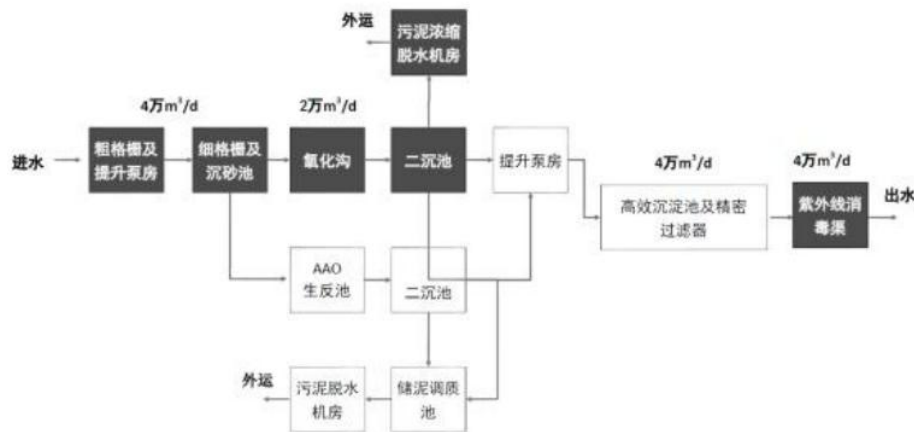 外运
污泥浓缩
脱水机房
4万m³/d
2万m³/d
进水
粗格栅及
提升泵房
细格栅及
沉砂池
氧化沟
二沉池
提升泵房
4万m³/d
4万m³/d
高效沉淀池及精密
过滤器
紫外线消
毒渠
出水
AAO
生反池
二沉池
外运
污泥脱水
机房
储泥调质
池